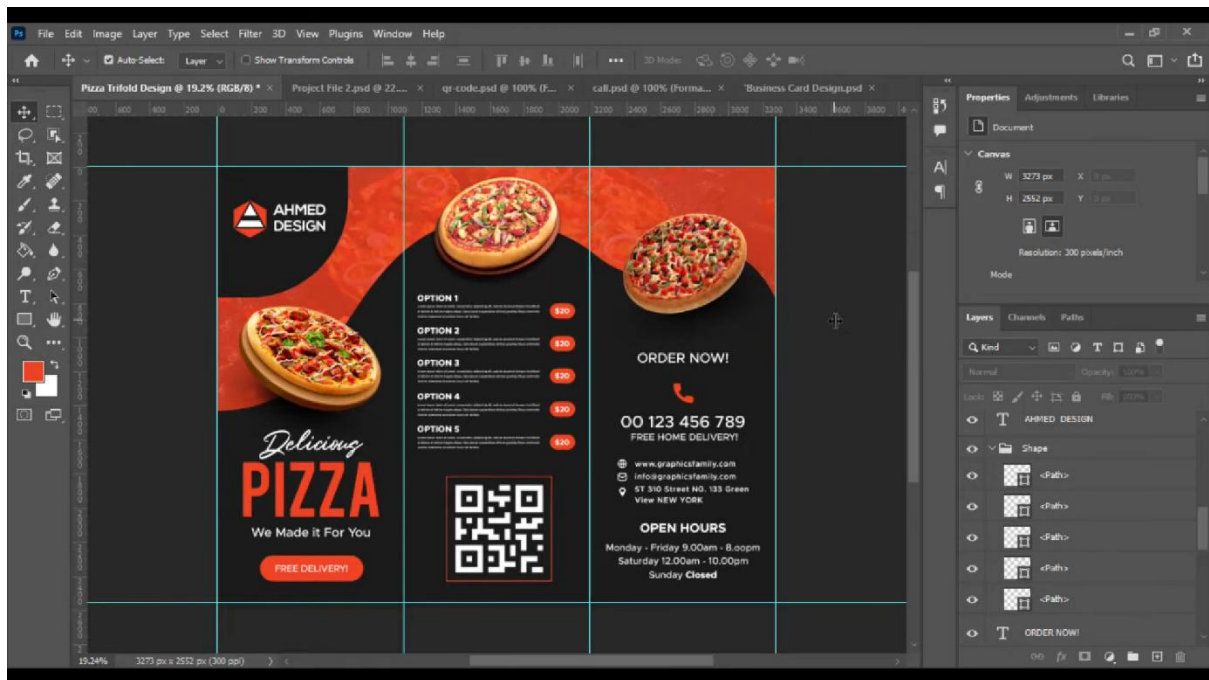 Ps File Edit Image Layer Type Select Filter 3D View Plugins Window Help
Auto-Select: Layer Show Transform Controls 3D Mode:
Pizza Trifold Design @ 19.2% (RGB/8) * × Project File 2.psd @ 22.... × qr-code.psd @ 100% (F... × call.psd @ 100% (Forma... × Business Card Design.psd ×
AHMED
DESIGN
Delicious
PIZZA
We Made it For You
FREE DELIVERY!
OPTION 1
$20
OPTION 2
$20
OPTION 3
$20
OPTION 4
$20
OPTION 5
$20
ORDER NOW!
00 123 456 789
FREE HOME DELIVERY!
www.graphicsfamily.com
info@graphicsfamily.com
ST 310 Street NO. 133 Green
View NEW YORK
OPEN HOURS
Monday - Friday 9.00am - 8.00pm
Saturday 12.00am - 10.00pm
Sunday Closed
Properties Adjustments Libraries
Document
Canvas
W 3273 px X 0 px
H 2552 px Y 0 px
Resolution: 300 pixels/inch
Mode
Layers Channels Paths
Kind
Normal Opacity: 100%
Lock: Fill: 100%
AHMED DESIGN
Shape
<Path>
<Path>
<Path>
<Path>
<Path>
ORDER NOW!
19.24% 3273 px x 2552 px (300 ppi)